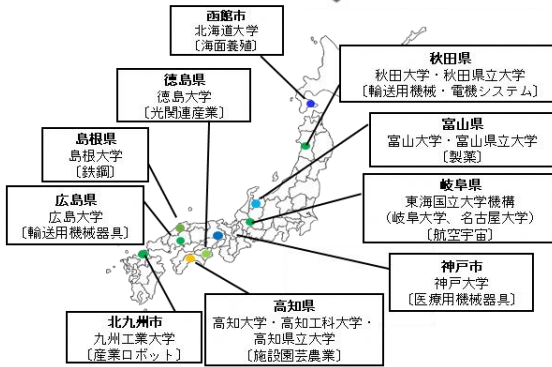 函館市
北海道大学
〔海面養殖〕
秋田県
秋田大学・秋田県立大学
〔輸送用機械・電機システム〕
徳島県
徳島大学
〔光関連産業〕
富山県
富山大学・富山県立大学
〔製薬〕
島根県
島根大学
〔鉄鋼〕
岐阜県
東海国立大学機構
（岐阜大学、名古屋大学）
〔航空宇宙〕
広島県
広島大学
〔輸送用機械器具〕
神戸市
神戸大学
〔医療用機械器具〕
北九州市
九州工業大学
〔産業ロボット〕
高知県
高知大学・高知工科大学・
高知県立大学
〔施設園芸農業〕